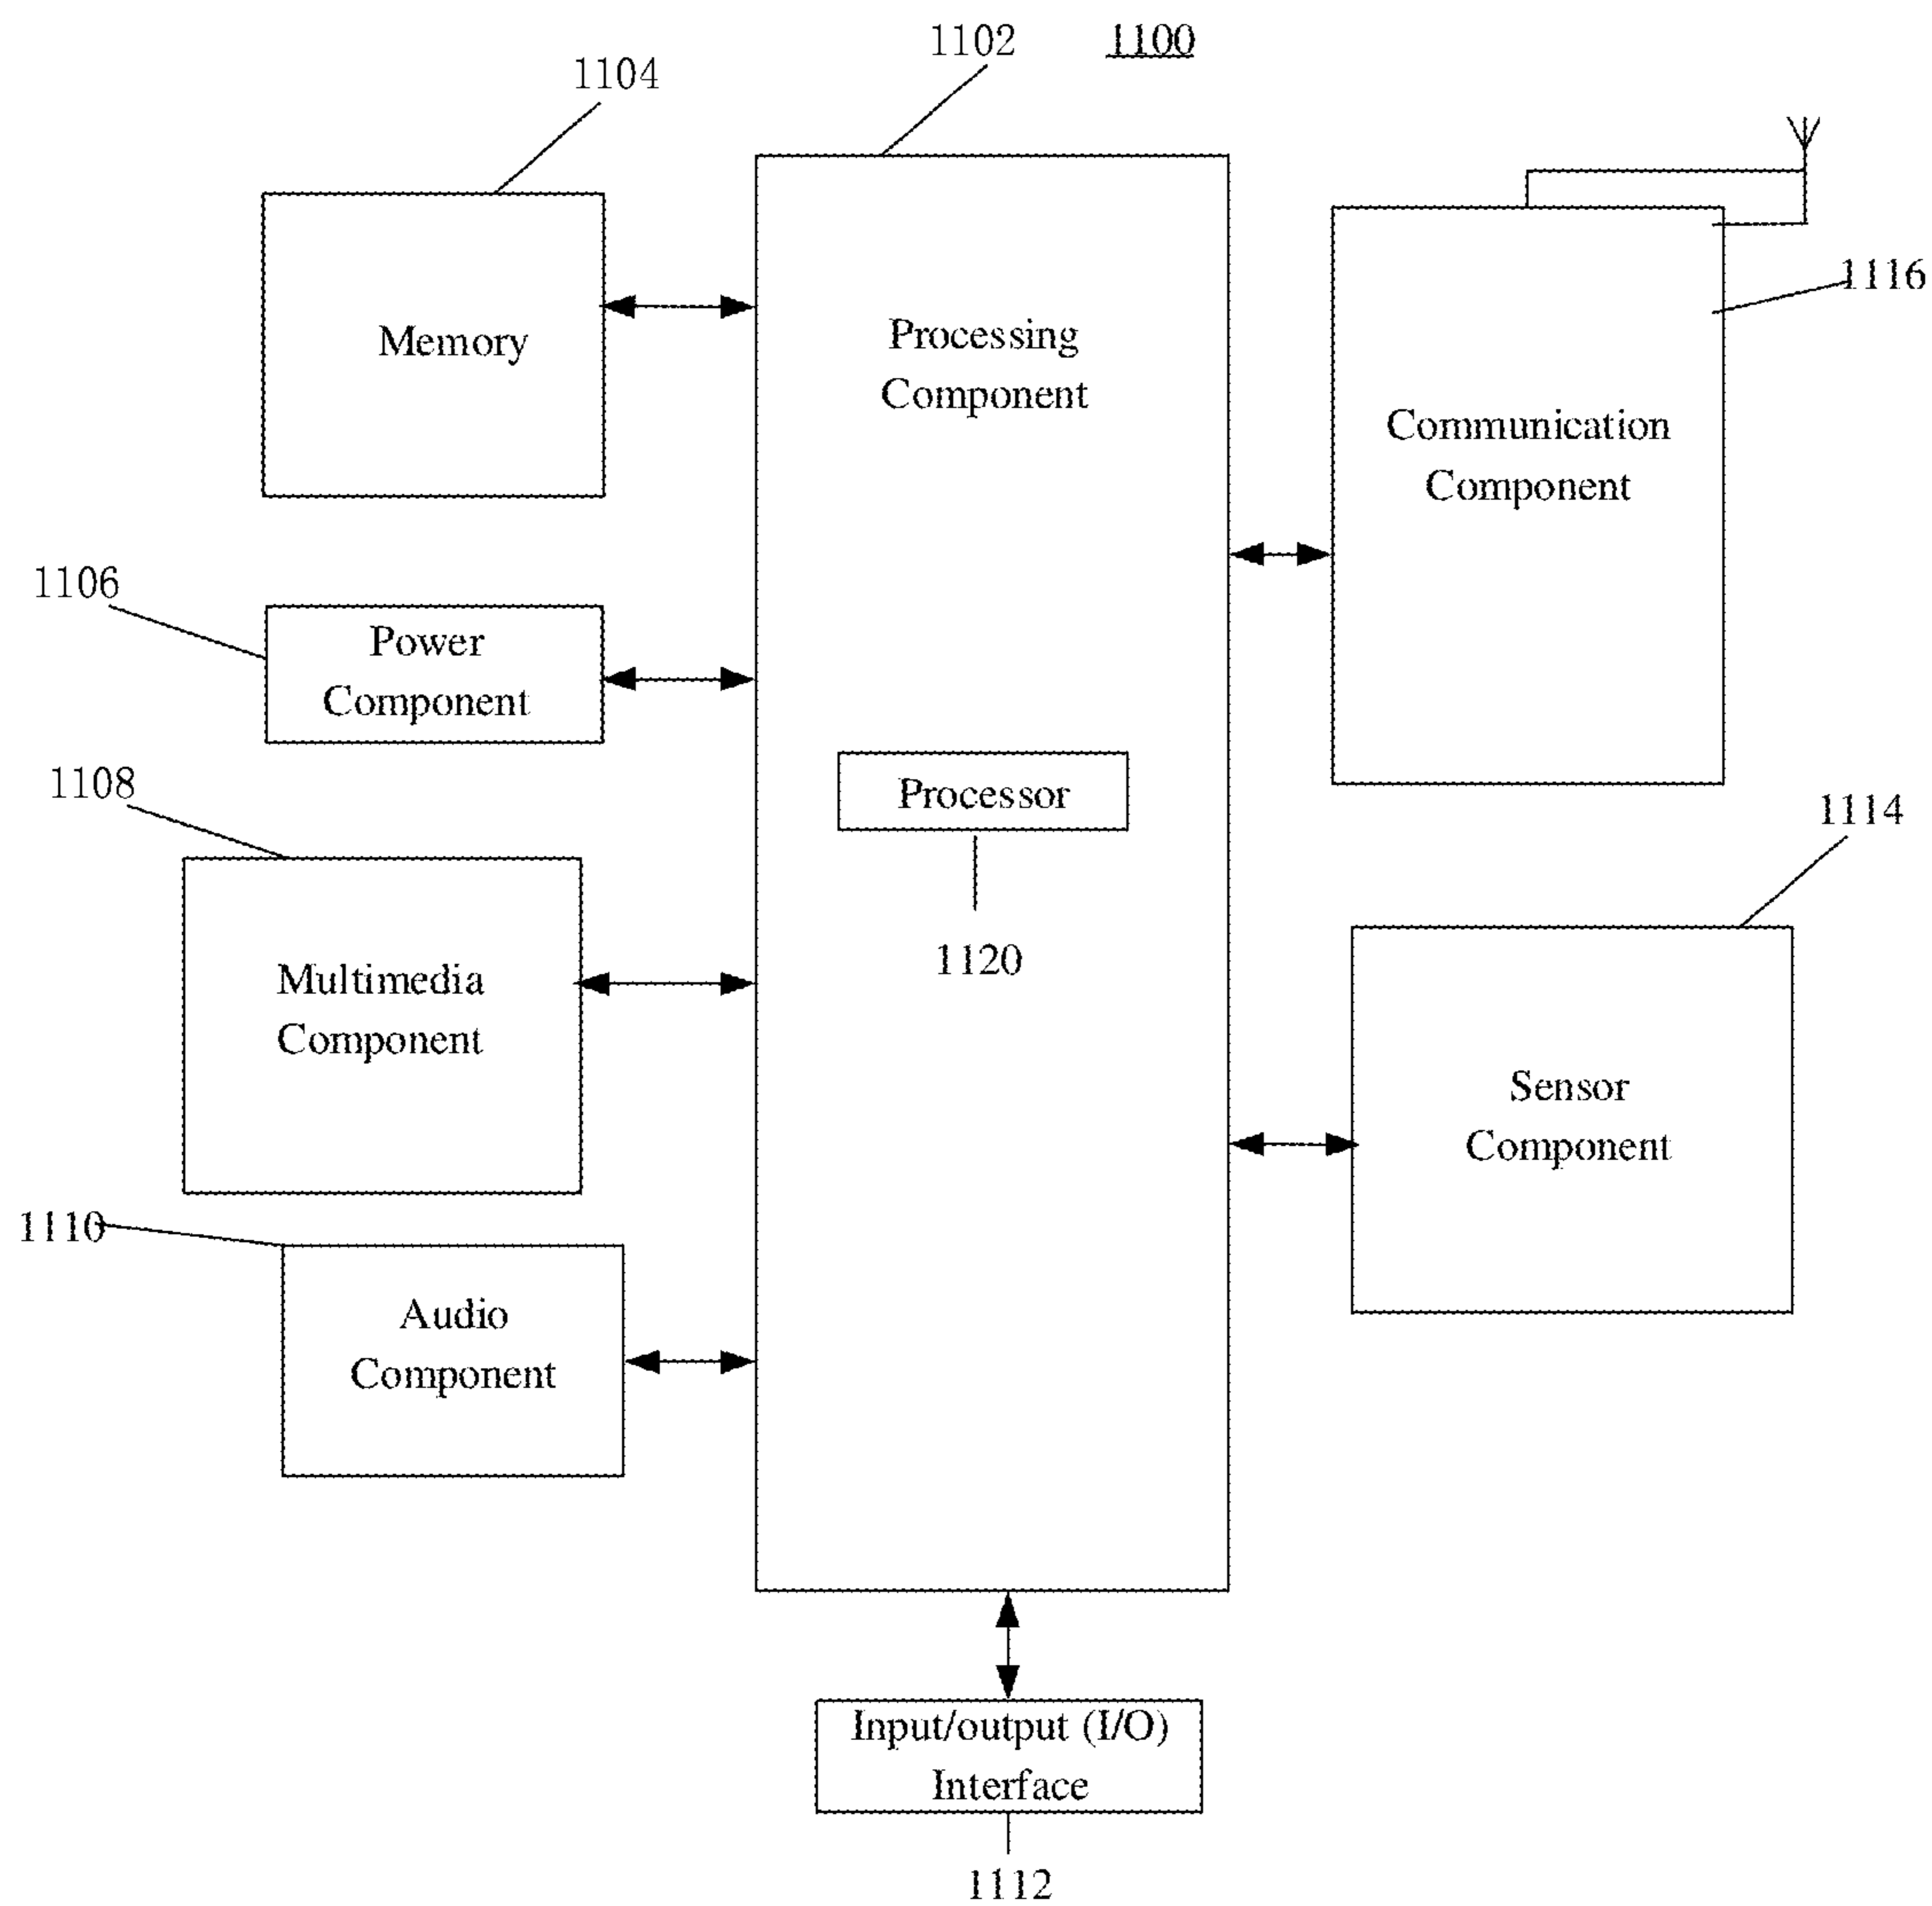 1102
1100
1104
Memory
Processing
Component
1116
Communication
Component
1106
Power
Component
Processor
1120
1108
Multimedia
Component
1114
Sensor
Component
1110
Audio
Component
Input/output (I/O)
Interface
1112